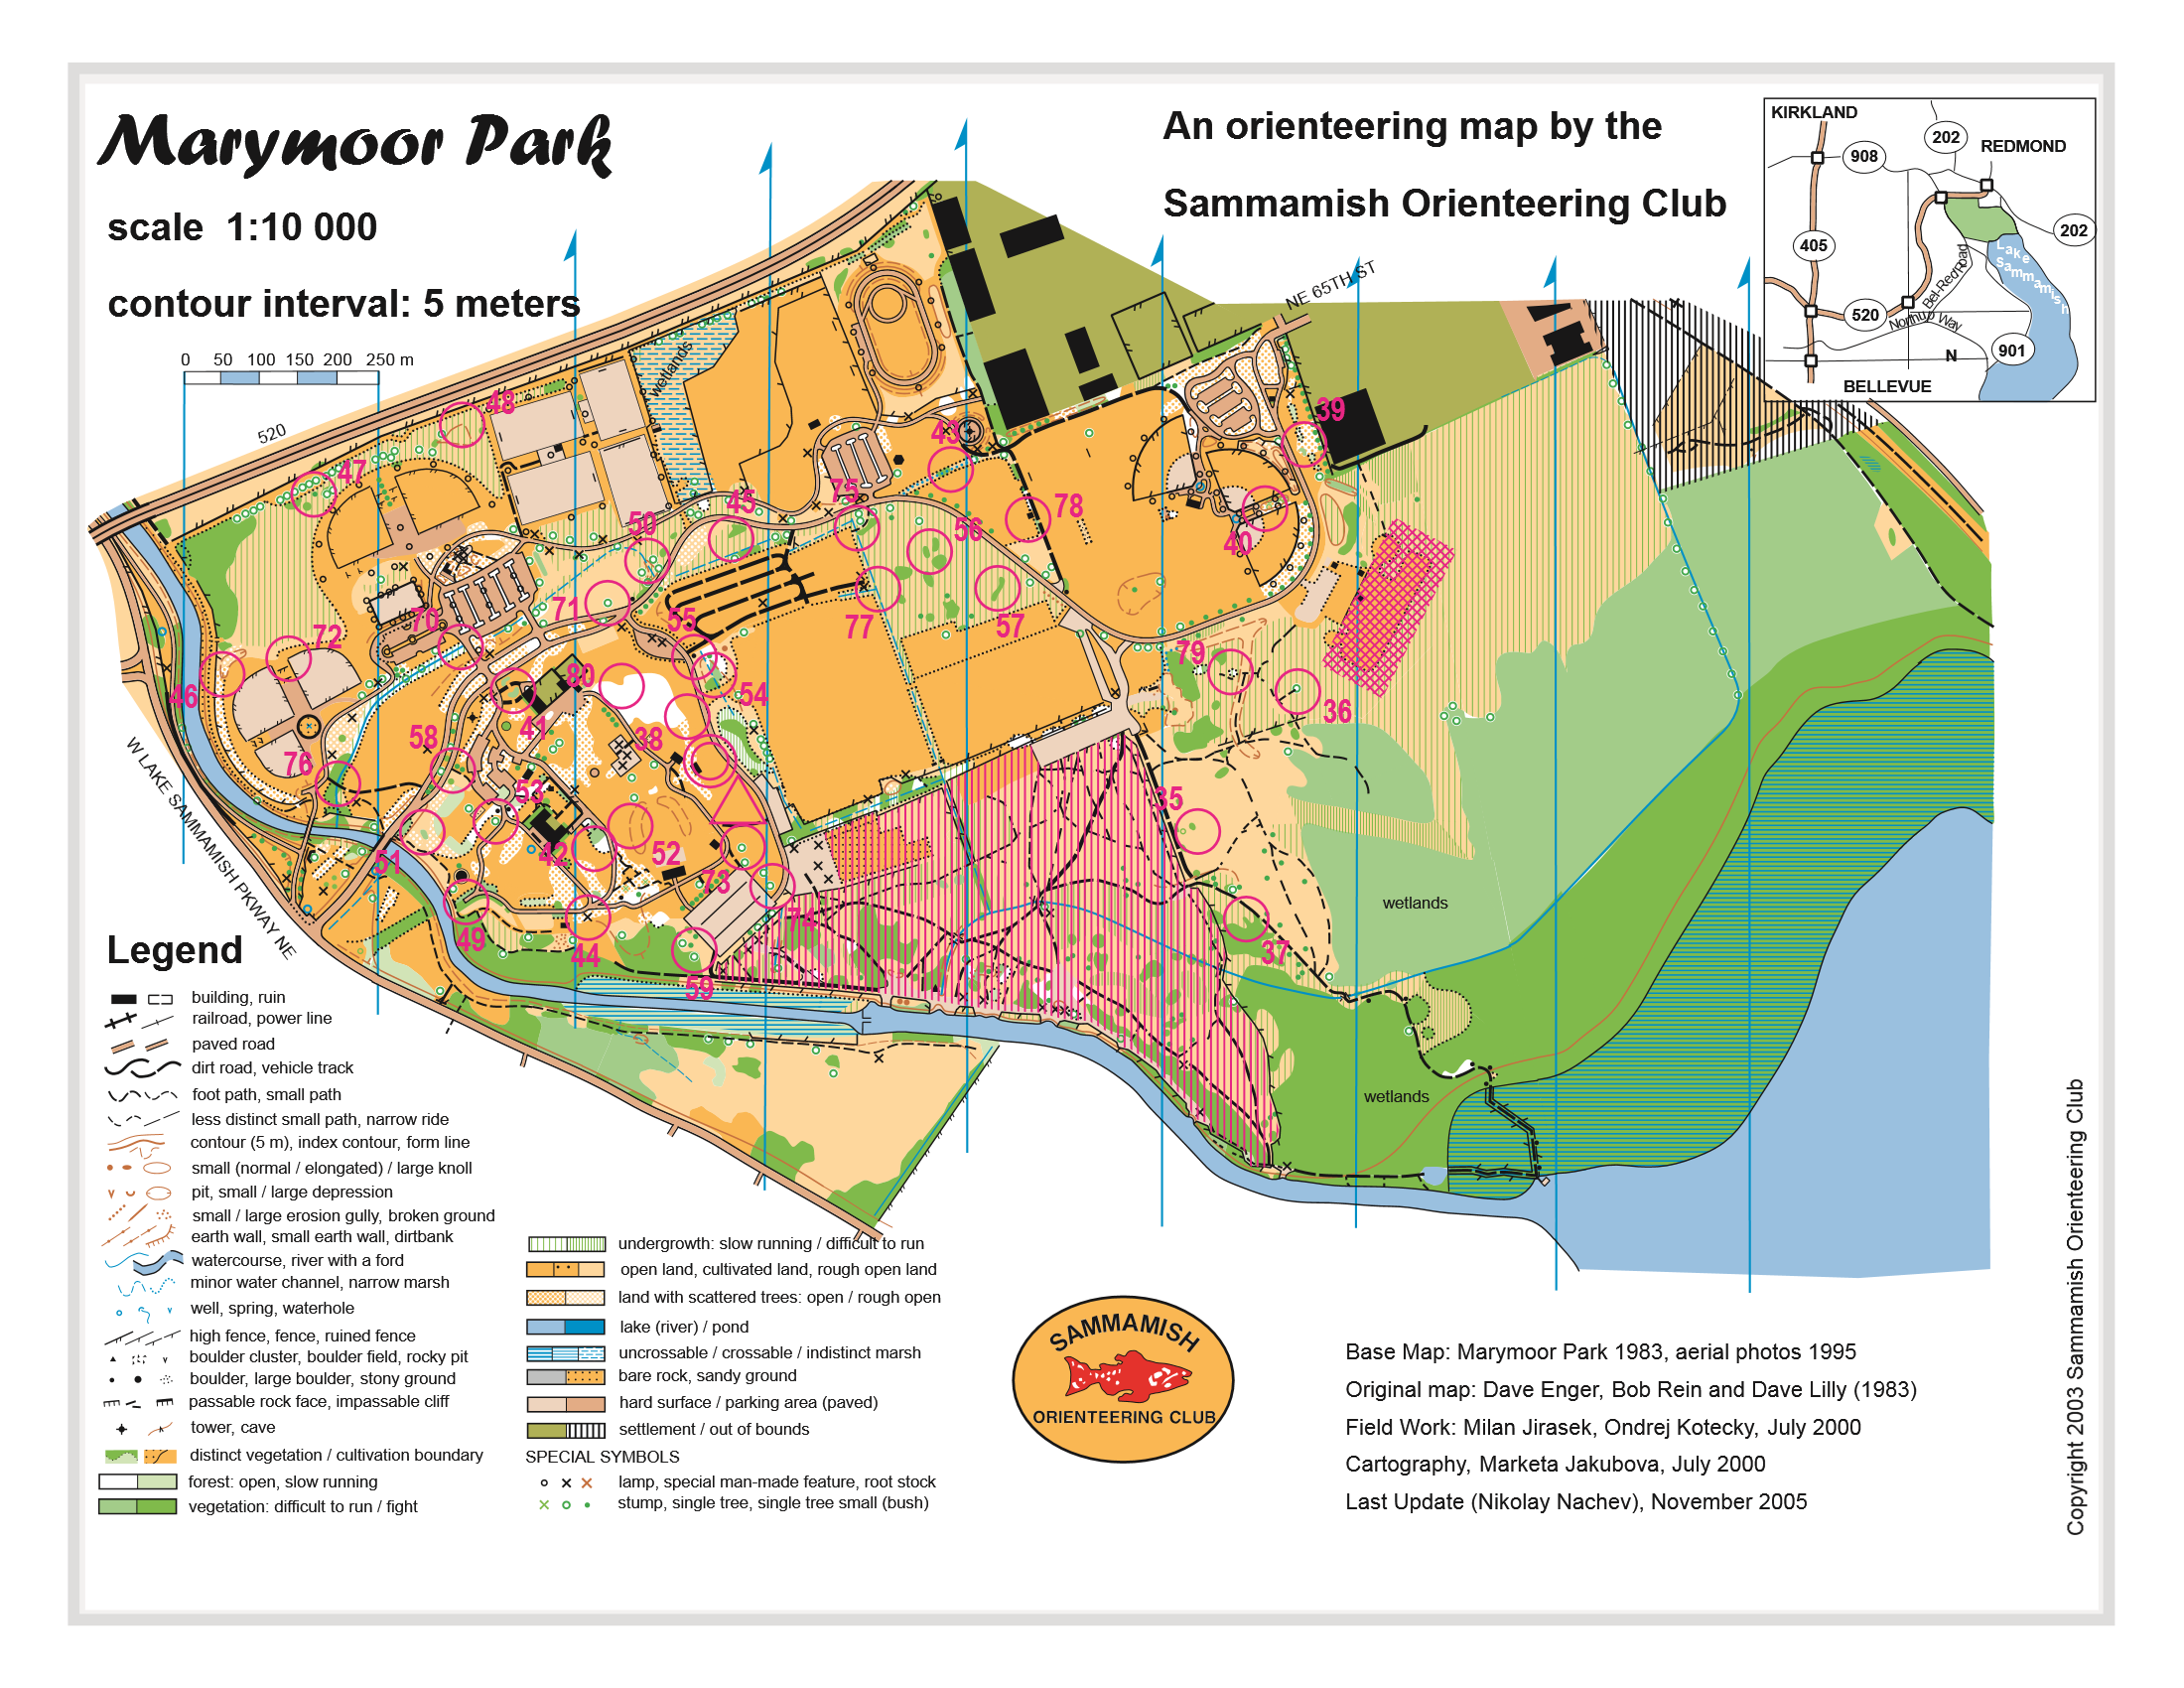 Marymoor Park
scale 1:10 000
contour interval: 5 meters
0 50 100 150 200 250 m
An orienteering map by the
Sammamish Orienteering Club
KIRKLAND
202
REDMOND
908
202
405
Lake Sammamish
Bel-Red Road
520
Northup Way
901
N
BELLEVUE
NE 65TH ST
wetlands
520
48
39
43
47
75
45
78
50
56
40
71
70
55
77
57
72
79
46
80
54
36
41
58
38
76
53
35
51
42
52
73
74
49
44
37
59
wetlands
wetlands
W LAKE SAMMAMISH PKWAY NE
Legend
building, ruin
railroad, power line
paved road
dirt road, vehicle track
foot path, small path
less distinct small path, narrow ride
contour (5 m), index contour, form line
small (normal / elongated) / large knoll
pit, small / large depression
small / large erosion gully, broken ground
earth wall, small earth wall, dirtbank
watercourse, river with a ford
minor water channel, narrow marsh
well, spring, waterhole
high fence, fence, ruined fence
boulder cluster, boulder field, rocky pit
boulder, large boulder, stony ground
passable rock face, impassable cliff
tower, cave
distinct vegetation / cultivation boundary
forest: open, slow running
vegetation: difficult to run / fight
undergrowth: slow running / difficult to run
open land, cultivated land, rough open land
land with scattered trees: open / rough open
lake (river) / pond
uncrossable / crossable / indistinct marsh
bare rock, sandy ground
hard surface / parking area (paved)
settlement / out of bounds
SPECIAL SYMBOLS
lamp, special man-made feature, root stock
stump, single tree, single tree small (bush)
SAMMAMISH
ORIENTEERING CLUB
Base Map: Marymoor Park 1983, aerial photos 1995
Original map: Dave Enger, Bob Rein and Dave Lilly (1983)
Field Work: Milan Jirasek, Ondrej Kotecky, July 2000
Cartography, Marketa Jakubova, July 2000
Last Update (Nikolay Nachev), November 2005
Copyright 2003 Sammamish Orienteering Club